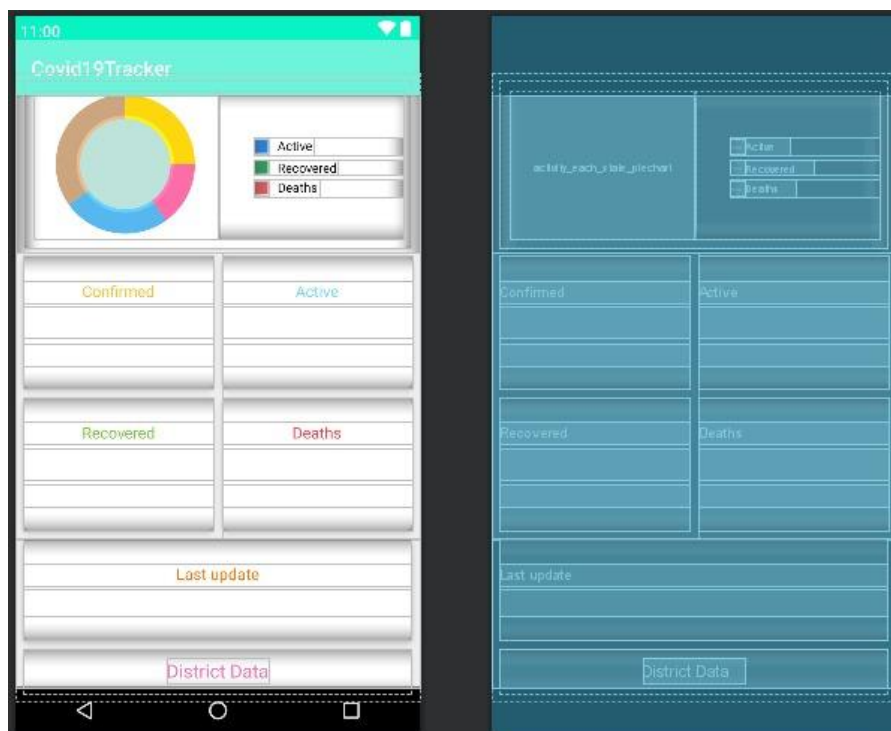 11:00
Covid19Tracker
Active
Recovered
Deaths
Confirmed
Active
Recovered
Deaths
Last update
District Data
activity_each_state_piechart
Active
Recovered
Deaths
Confirmed
Active
Recovered
Deaths
Last update
District Data